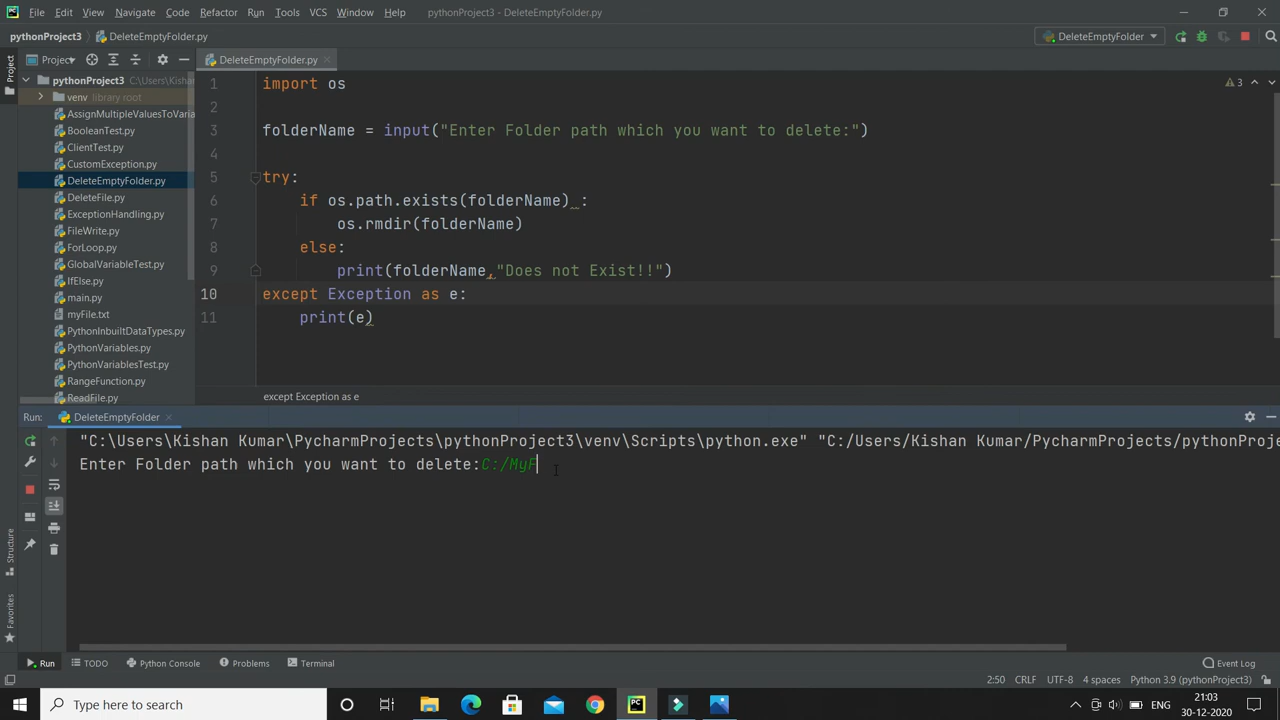 File Edit View Navigate Code Refactor Run Tools VCS Window Help pythonProject3 - DeleteEmptyFolder.py
pythonProject3 DeleteEmptyFolder.py DeleteEmptyFolder
Project DeleteEmptyFolder.py
Project
pythonProject3 C:\Users\Kishan
venv library root
AssignMultipleValuesToVaria
BooleanTest.py
ClientTest.py
CustomException.py
DeleteEmptyFolder.py
DeleteFile.py
ExceptionHandling.py
FileWrite.py
ForLoop.py
GlobalVariableTest.py
IfElse.py
main.py
myFile.txt
PythonInbuiltDataTypes.py
PythonVariables.py
PythonVariablesTest.py
RangeFunction.py
ReadFile.py
1 import os
2
3 folderName = input("Enter Folder path which you want to delete:")
4
5 try:
6 if os.path.exists(folderName) :
7 os.rmdir(folderName)
8 else:
9 print(folderName,"Does not Exist!!")
10 except Exception as e:
11 print(e)
3
except Exception as e
Run: DeleteEmptyFolder
"C:\Users\Kishan Kumar\PycharmProjects\pythonProject3\venv\Scripts\python.exe" "C:/Users/Kishan Kumar/PycharmProjects/pythonProje
Enter Folder path which you want to delete:C:/MyF
Structure
Favorites
Run TODO Python Console Problems Terminal Event Log
2:50 CRLF UTF-8 4 spaces Python 3.9 (pythonProject3)
Type here to search
PC
ENG
21:03
30-12-2020